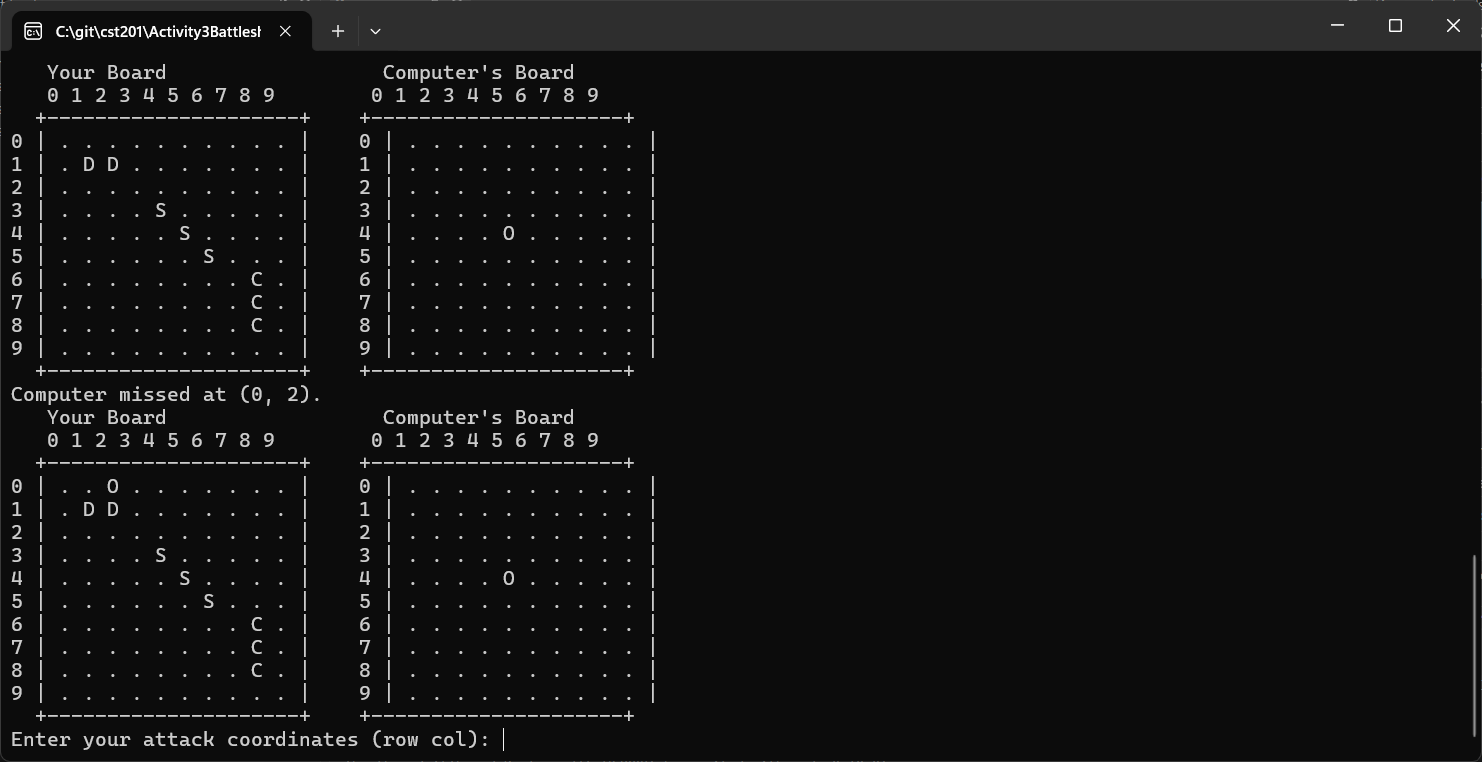 C:\git\cst201\Activity3Battlesh
   Your Board                  Computer's Board
   0 1 2 3 4 5 6 7 8 9        0 1 2 3 4 5 6 7 8 9
  +---------------------+    +----------------------+
0 | . . . . . . . . . . |    0 | . . . . . . . . . . |
1 | . D D . . . . . . . |    1 | . . . . . . . . . . |
2 | . . . . . . . . . . |    2 | . . . . . . . . . . |
3 | . . . . S . . . . . |    3 | . . . . . . . . . . |
4 | . . . . . S . . . . |    4 | . . . . O . . . . . |
5 | . . . . . . S . . . |    5 | . . . . . . . . . . |
6 | . . . . . . . . C . |    6 | . . . . . . . . . . |
7 | . . . . . . . . C . |    7 | . . . . . . . . . . |
8 | . . . . . . . . C . |    8 | . . . . . . . . . . |
9 | . . . . . . . . . . |    9 | . . . . . . . . . . |
  +---------------------+    +----------------------+
Computer missed at (0, 2).
   Your Board                  Computer's Board
   0 1 2 3 4 5 6 7 8 9        0 1 2 3 4 5 6 7 8 9
  +---------------------+    +----------------------+
0 | . . O . . . . . . . |    0 | . . . . . . . . . . |
1 | . D D . . . . . . . |    1 | . . . . . . . . . . |
2 | . . . . . . . . . . |    2 | . . . . . . . . . . |
3 | . . . . S . . . . . |    3 | . . . . . . . . . . |
4 | . . . . . S . . . . |    4 | . . . . O . . . . . |
5 | . . . . . . S . . . |    5 | . . . . . . . . . . |
6 | . . . . . . . . C . |    6 | . . . . . . . . . . |
7 | . . . . . . . . C . |    7 | . . . . . . . . . . |
8 | . . . . . . . . C . |    8 | . . . . . . . . . . |
9 | . . . . . . . . . . |    9 | . . . . . . . . . . |
  +---------------------+    +----------------------+
Enter your attack coordinates (row col):